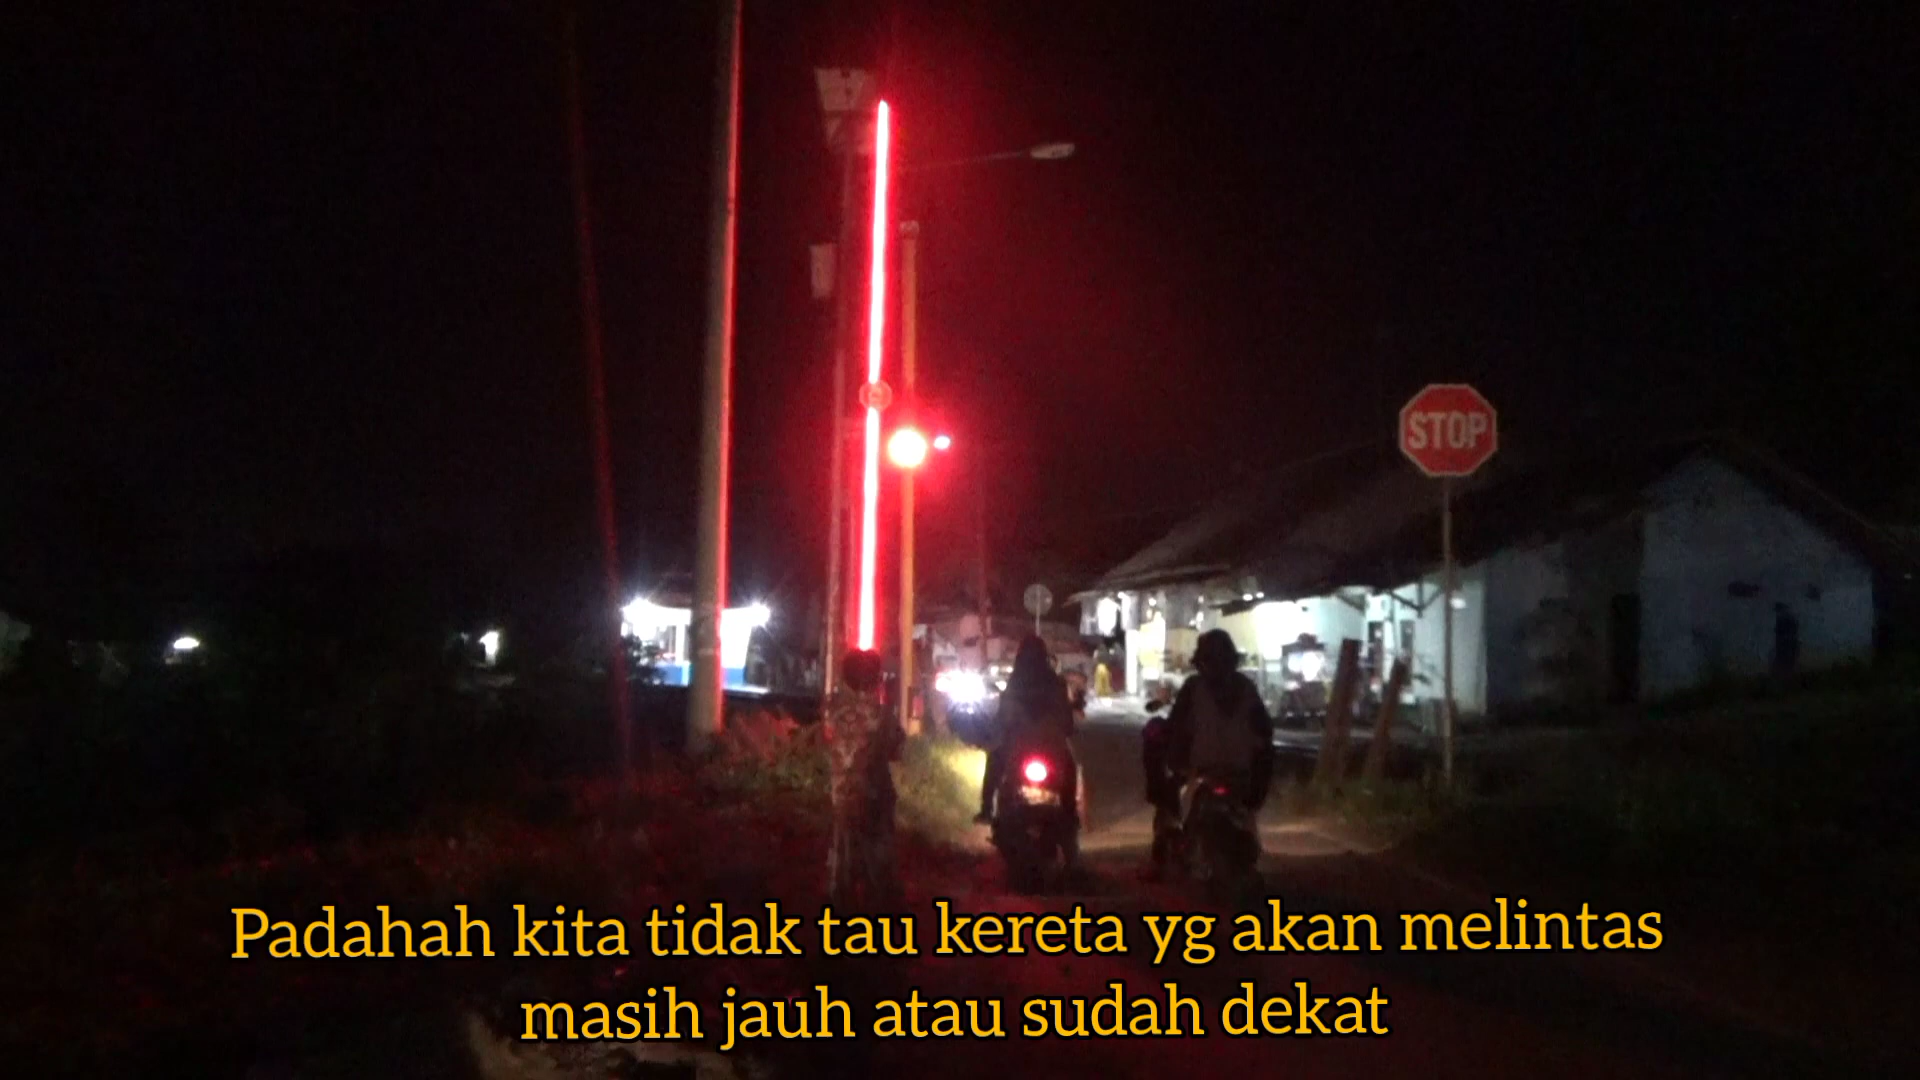 STOP
Padahah kita tidak tau kereta yg akan melintas
masih jauh atau sudah dekat